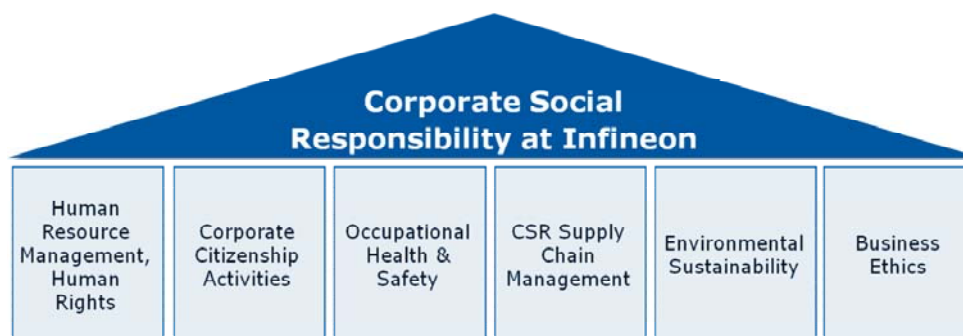 Corporate Social
Responsibility at Infineon
Human
Resource
Management,
Human
Rights
Corporate
Citizenship
Activities
Occupational
Health &
Safety
CSR Supply
Chain
Management
Environmental
Sustainability
Business
Ethics